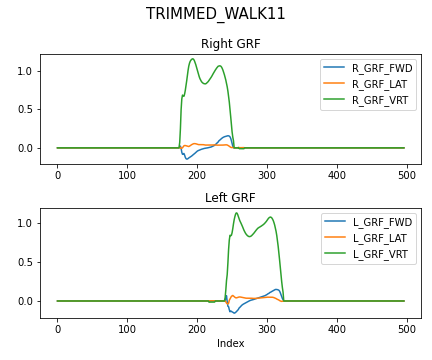 TRIMMED_WALK11
Right GRF
1.0
0.5
0.0
R_GRF_FWD
R_GRF_LAT
R_GRF_VRT
0 100 200 300 400 500
Left GRF
1.0
0.5
0.0
L_GRF_FWD
L_GRF_LAT
L_GRF_VRT
0 100 200 300 400 500
Index